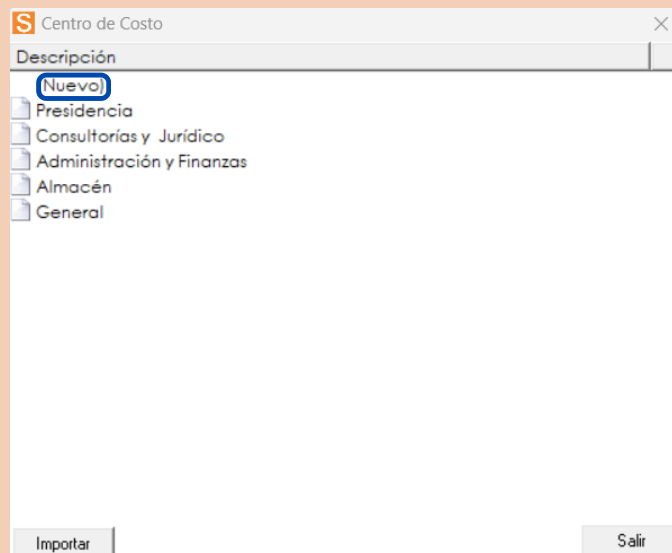 S Centro de Costo
Descripción
(Nuevo)
Presidencia
Consultorías y Jurídico
Administración y Finanzas
Almacén
General
Importar
Salir